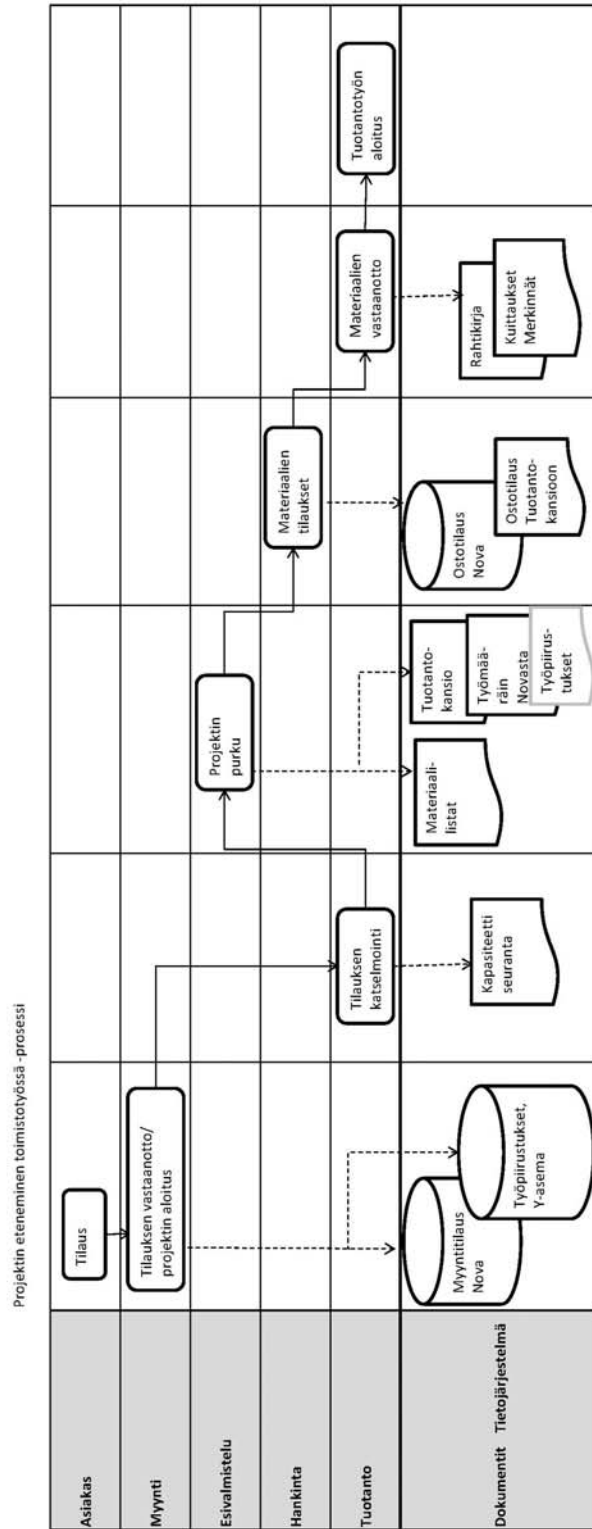 Projektin eteneminen toimistotyössä -prosessi
Asiakas
Tilaus
Myynti
Tilauksen vastaanotto/
projektin aloitus
Esivalmistelu
Projektin
purku
Hankinta
Materiaalien
tilaukset
Tuotanto
Tilauksen
katselmointi
Materiaalien
vastaanotto
Tuotantotyön
aloitus
Dokumentit Tietojärjestelmä
Myyntitilaus
Nova
Työpiirustukset,
Y-asema
Kapasiteetti
seuranta
Materiaali-
listat
Tuotanto-
kansio
Työmää-
räin
Novasta
Työpiirus-
tukset
Ostotilaus
Nova
Ostotilaus
Tuotanto-
kansioon
Rahtikirja
Kuittaukset
Merkinnät